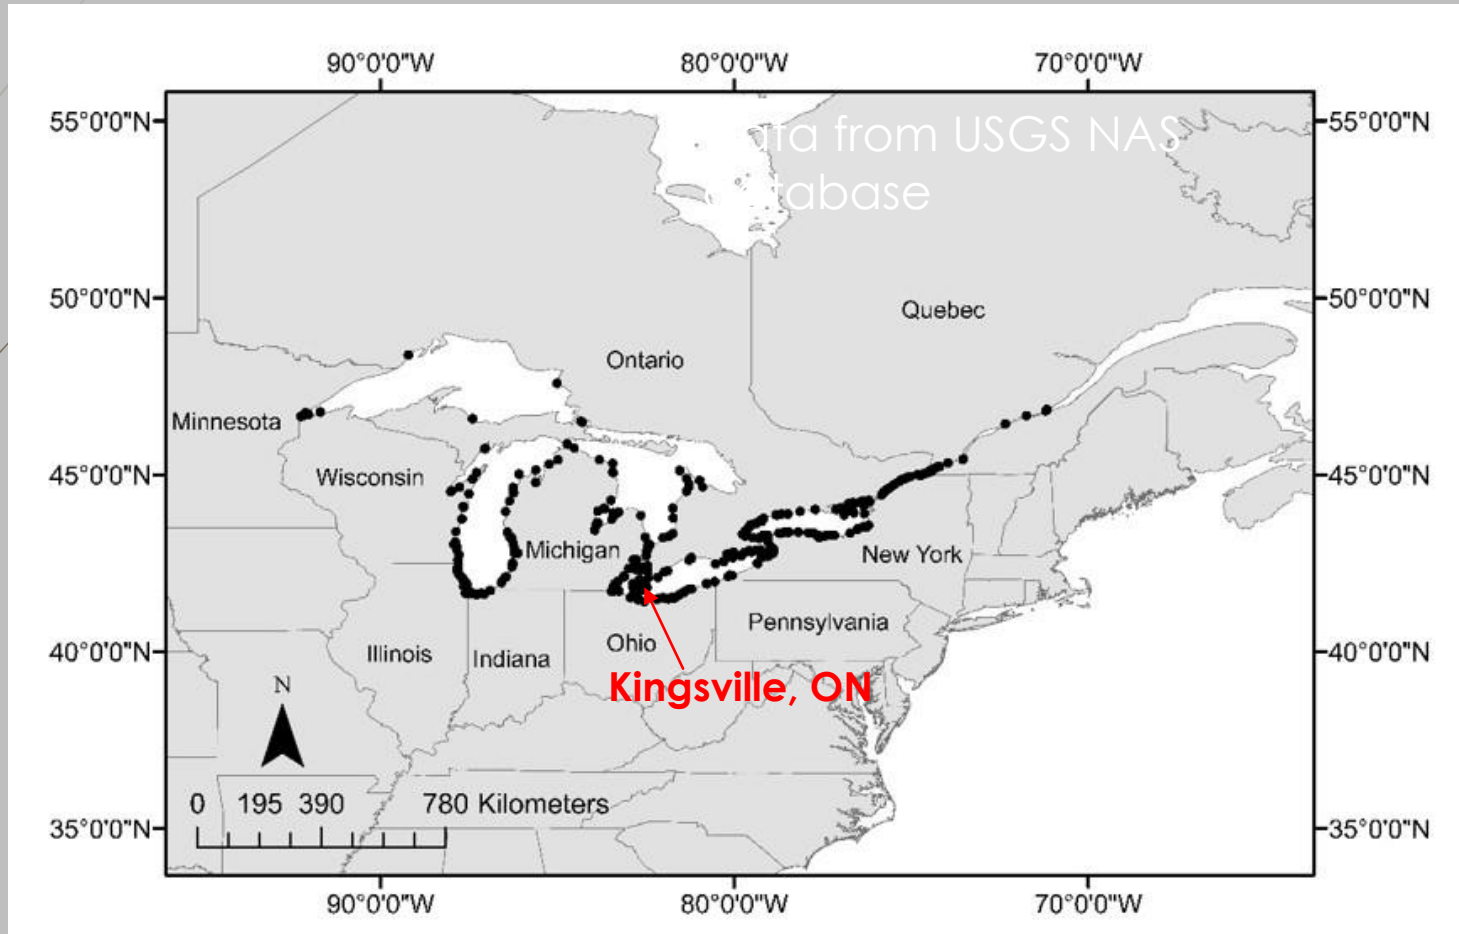 90°0'0"W 80°0'0"W 70°0'0"W
55°0'0"N 55°0'0"N
from USGS NAS
50°0'0"N 50°0'0"N
Quebec
Ontario
Minnesota
45°0'0"N Wisconsin 45°0'0"N
Michigan New York
Pennsylvania
40°0'0"N Illinois Indiana Ohio 40°0'0"N
Kingsville, ON
N
0 195 390 780 Kilometers
35°0'0"N 35°0'0"N
90°0'0"W 80°0'0"W 70°0'0"W